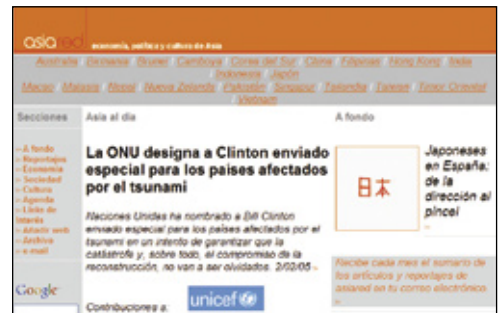 asiared economía, política y cultura de Asia
Australia Birmania Brunei Camboya Corea del Sur China Filipinas Hong Kong India
Indonesia Japón
Macao Malasia Nepal Nueva Zelanda Pakistán Singapur Tailandia Taiwan Timor Oriental
Vietnam
Secciones
A fondo
Reportajes
Economía
Sociedad
Cultura
Agenda
Links de
interés
Añadir web
Archivo
e-mail
Google
Asia al día
La ONU designa a Clinton enviado
especial para los países afectados
por el tsunami
Naciones Unidas ha nombrado a Bill Clinton
enviado especial para los países afectados por el
tsunami en un intento de garantizar que la
catástrofe y, sobre todo, el compromiso de la
reconstrucción, no van a ser olvidados. 2/02/05
Contribuciones a:
unicef
A fondo
日本
Japoneses
en España:
de la
dirección al
pincel
Recibe cada mes el sumario de
los artículos y reportajes de
asiared en tu correo electrónico